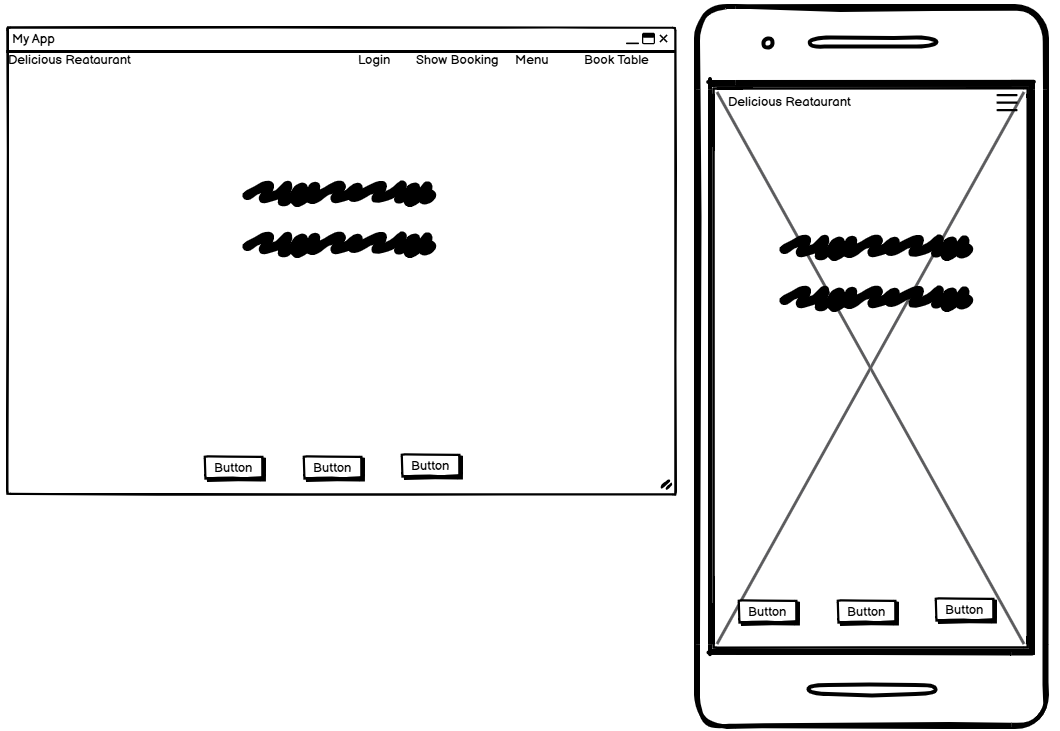 My App
Delicious Reataurant Login Show Booking Menu Book Table
Button Button Button
Delicious Reataurant
Button Button Button